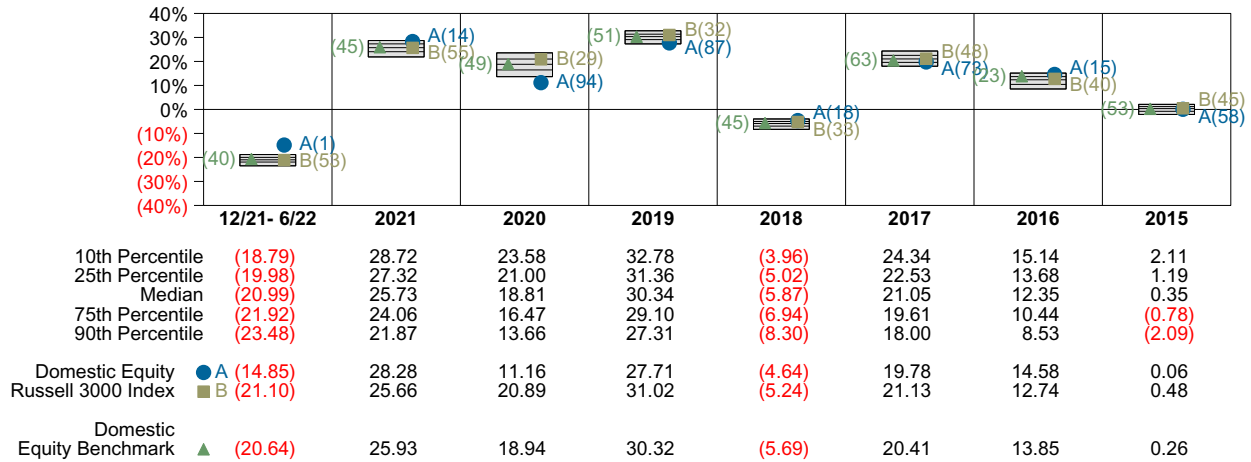 40%
30%
20%
10%
0%
(10%)
(20%)
(30%)
(40%)
(40) A(1) B(53)
(45) A(14) B(55)
(49) B(29) A(94)
(51) B(32) A(87)
(45) A(18) B(33)
(63) B(48) A(73)
(23) A(15) B(40)
(53) B(45) A(58)
12/21- 6/22 2021 2020 2019 2018 2017 2016 2015
10th Percentile (18.79) 28.72 23.58 32.78 (3.96) 24.34 15.14 2.11
25th Percentile (19.98) 27.32 21.00 31.36 (5.02) 22.53 13.68 1.19
Median (20.99) 25.73 18.81 30.34 (5.87) 21.05 12.35 0.35
75th Percentile (21.92) 24.06 16.47 29.10 (6.94) 19.61 10.44 (0.78)
90th Percentile (23.48) 21.87 13.66 27.31 (8.30) 18.00 8.53 (2.09)
Domestic Equity A (14.85) 28.28 11.16 27.71 (4.64) 19.78 14.58 0.06
Russell 3000 Index B (21.10) 25.66 20.89 31.02 (5.24) 21.13 12.74 0.48
Domestic
Equity Benchmark (20.64) 25.93 18.94 30.32 (5.69) 20.41 13.85 0.26